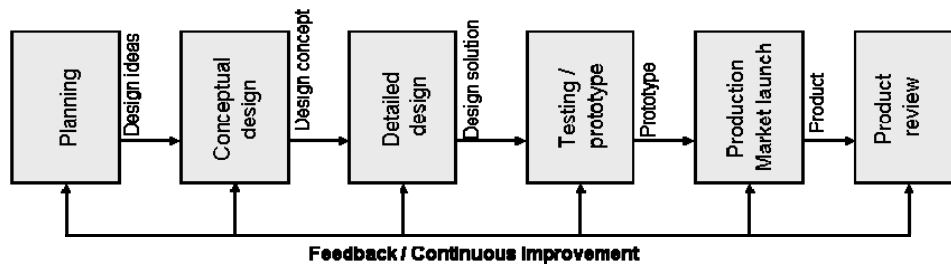 Planning
Design ideas
Conceptual
design
Design concept
Detailed
design
Design solution
Testing /
prototype
Prototype
Production
Market launch
Product
Product
review
Feedback / Continuous improvement